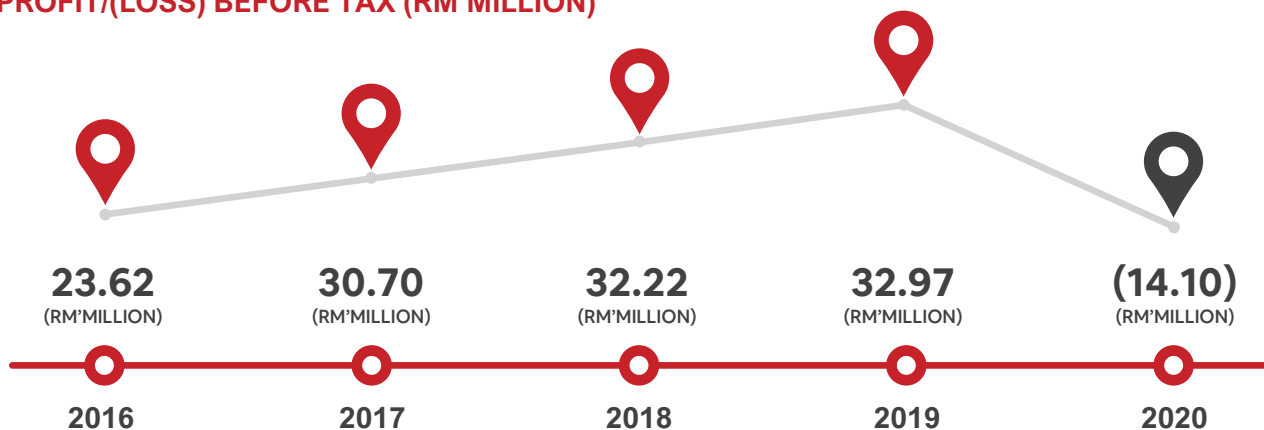 PROFIT/(LOSS) BEFORE TAX (RM MILLION)
23.62 30.70 32.22 32.97 (14.10)
(RM’MILLION) (RM’MILLION) (RM’MILLION) (RM’MILLION) (RM’MILLION)
2016 2017 2018 2019 2020